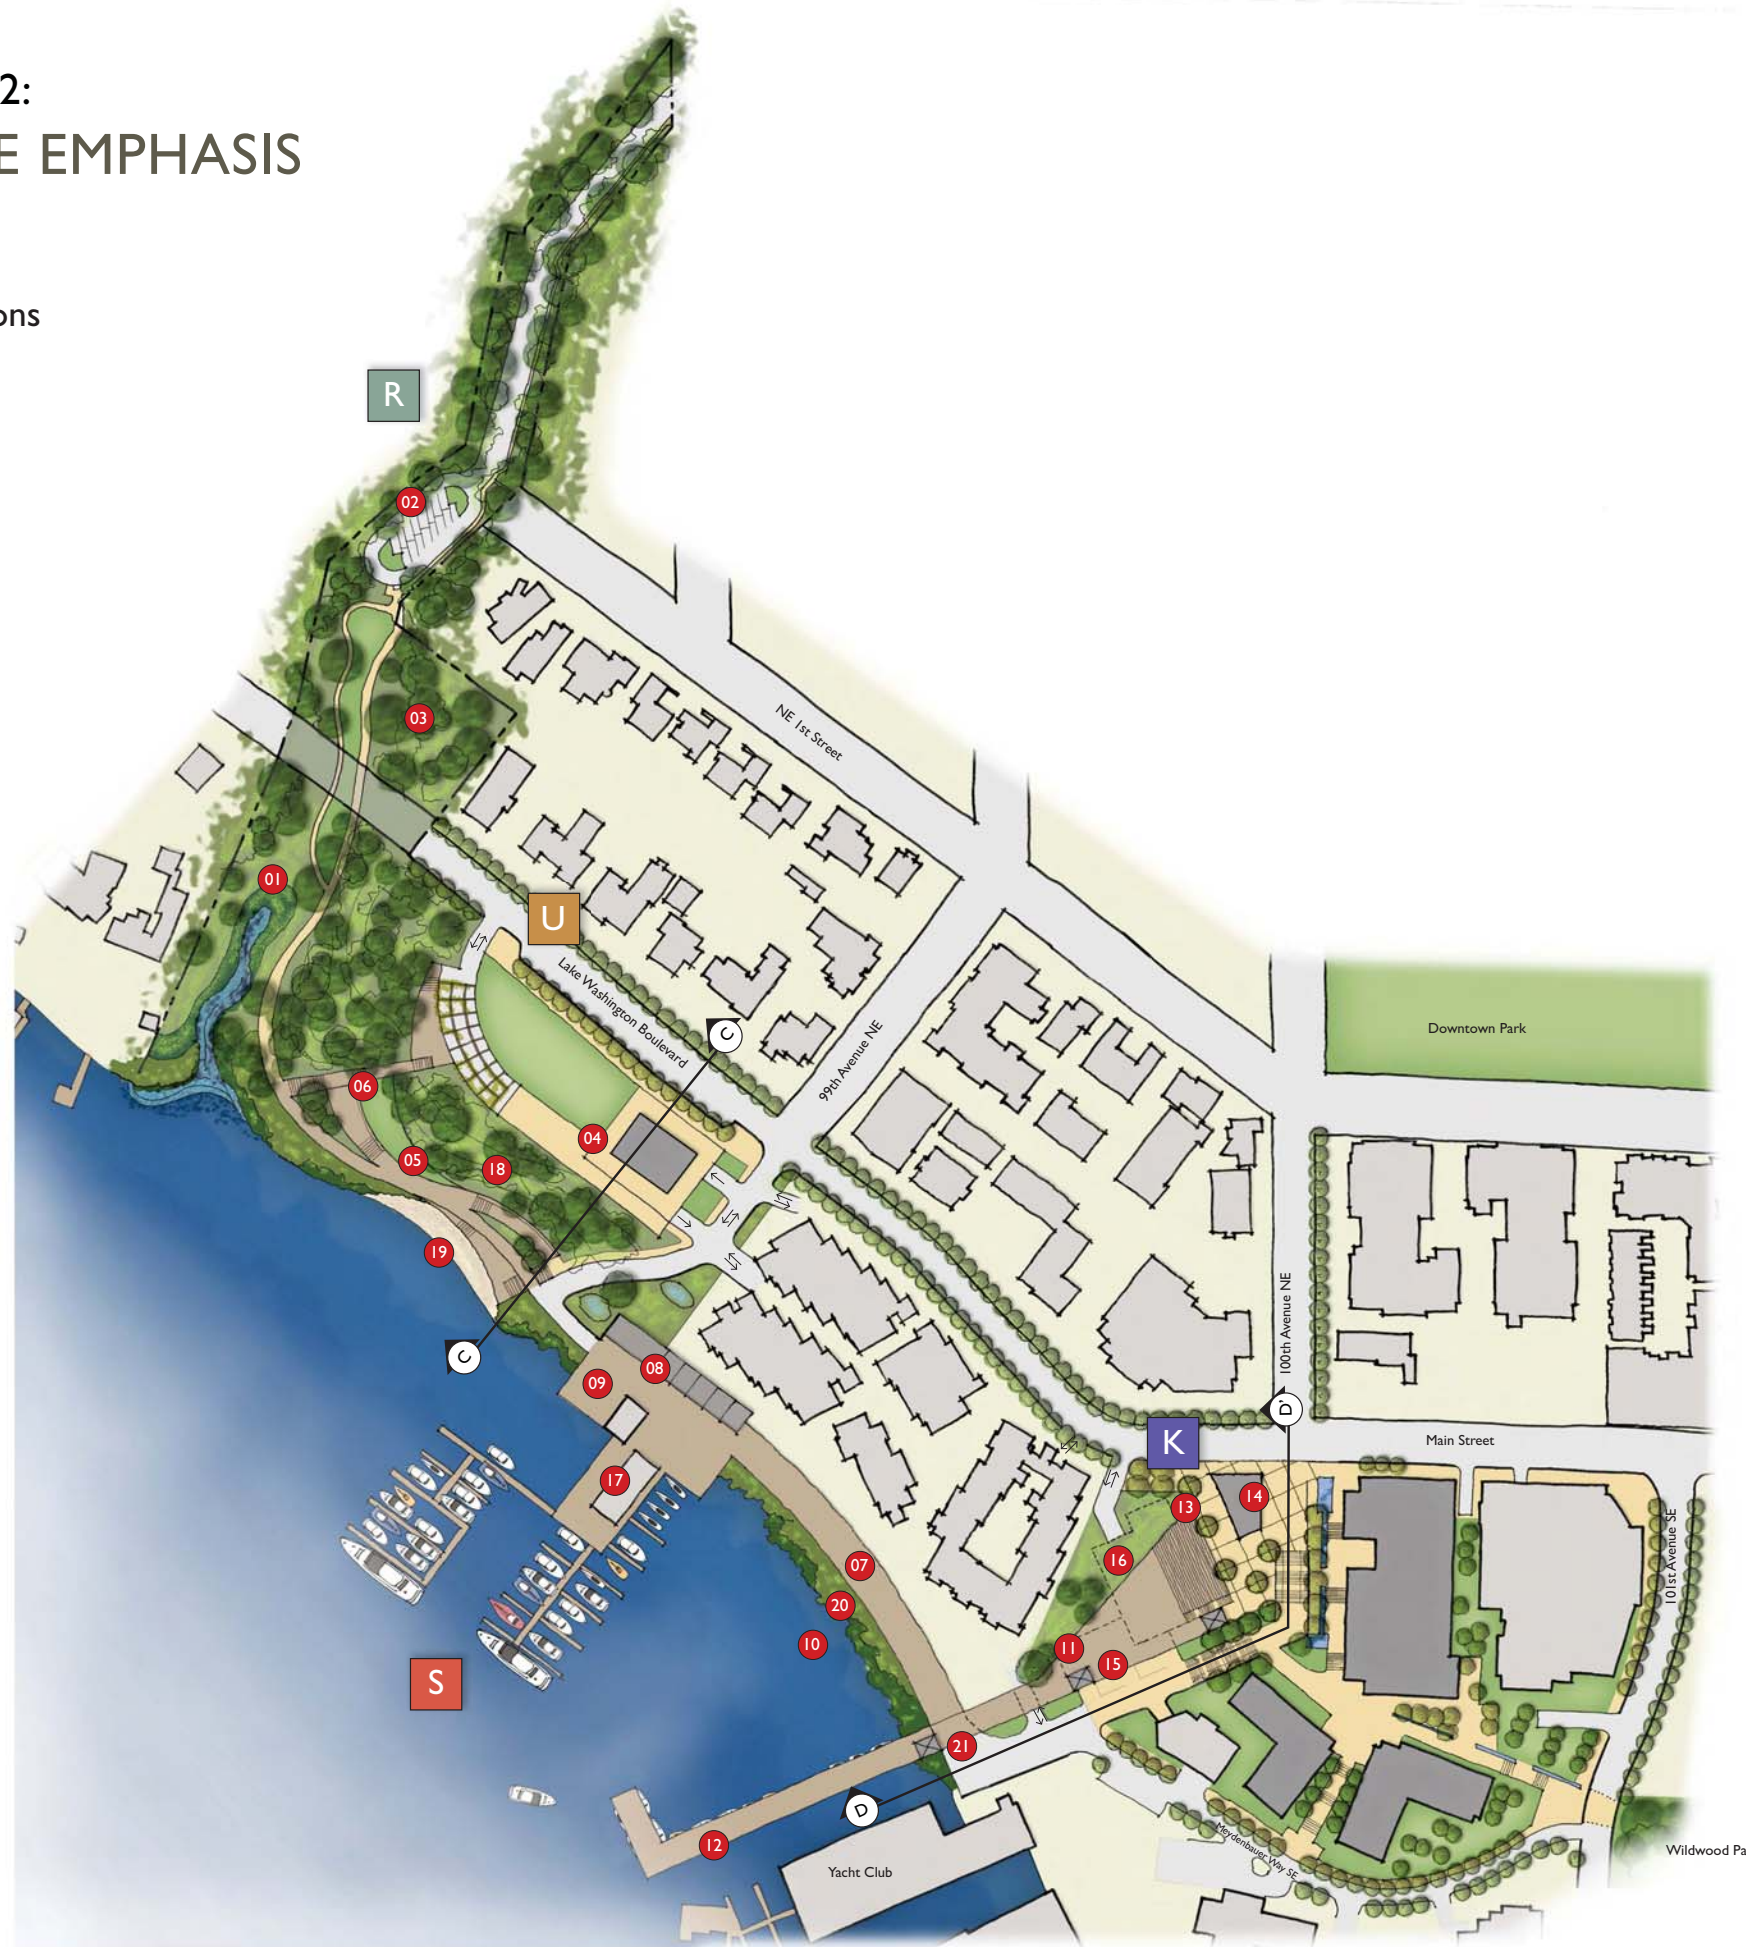 2:
E EMPHASIS
ons
R
02
03
NE 1st Street
01
U
Lake Washington Boulevard
C
99th Avenue NE
Downtown Park
06
04
05
18
19
C
100th Avenue NE
08
09
D'
K
Main Street
17
13
14
101st Avenue SE
16
07
20
10
11
15
S
21
D
12
Meydenbauer Way SE
Yacht Club
Wildwood Pa